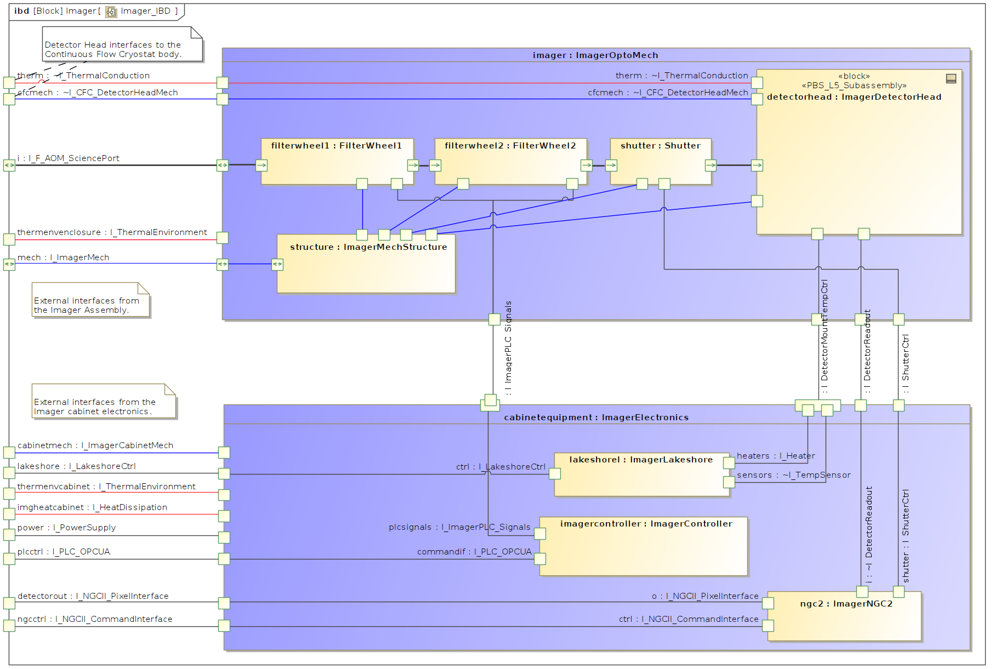 ibd [Block] Imager [ Imager_IBD ]
Detector Head interfaces to the
Continuous Flow Cryostat body.
imager : ImagerOptoMech
therm : ~I_ThermalConduction
cfcmech : ~I_CFC_DetectorHeadMech
therm : ~I_ThermalConduction
cfcmech : ~I_CFC_DetectorHeadMech
«block»
«PBS_L5_Subassembly»
detectorhead : ImagerDetectorHead
filterwheel1 : FilterWheel1
filterwheel2 : FilterWheel2
shutter : Shutter
i : I_F_AOM_SciencePort
thermenvenclosure : I_ThermalEnvironment
mech : I_ImagerMech
structure : ImagerMechStructure
External interfaces from
the Imager Assembly.
: I_ImagerPLC_Signals
: I_DetectorMountTempCtrl
: I_DetectorReadout
: I_ShutterCtrl
External interfaces from the
Imager cabinet electronics.
cabinetequipment : ImagerElectronics
cabinetmech : I_ImagerCabinetMech
lakeshore : I_LakeshoreCtrl
thermenvcabinet : I_ThermalEnvironment
imgheatcabinet : I_HeatDissipation
power : I_PowerSupply
plcctrl : I_PLC_OPCUA
detectorout : I_NGCII_PixelInterface
ngcctrl : I_NGCII_CommandInterface
ctrl : I_LakeshoreCtrl
lakeshorel : ImagerLakeshore
heaters : I_Heater
sensors : ~I_TempSensor
plcsignals : I_ImagerPLC_Signals
commandif : I_PLC_OPCUA
imagercontroller : ImagerController
i : ~I_DetectorReadout
shutter : I_ShutterCtrl
o : I_NGCII_PixelInterface
ctrl : I_NGCII_CommandInterface
ngc2 : ImagerNGC2